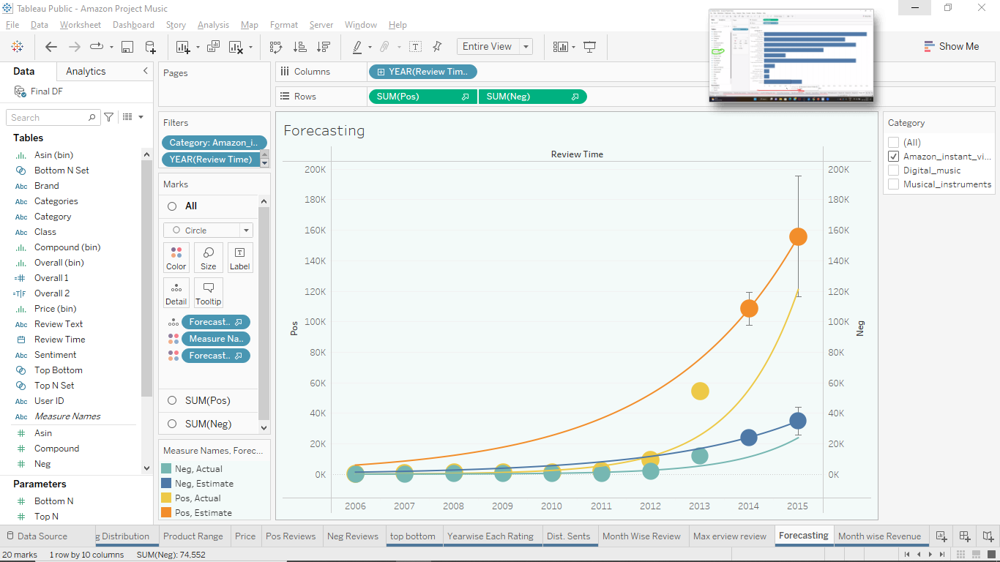 Tableau Public - Amazon Project Music
File Data Worksheet Dashboard Story Analysis Map Format Server Window Help
Entire View
Show Me
Data Analytics
Final DF
Search
Tables
Asin (bin)
Bottom N Set
Abc Brand
Abc Categories
Abc Category
Abc Class
Compound (bin)
Overall (bin)
Overall 1
Overall 2
Price (bin)
Abc Review Text
Review Time
Abc Sentiment
Top Bottom
Top N Set
Abc User ID
Abc Measure Names
Asin
Compound
Neg
Parameters
Bottom N
Top N
Pages
Filters
Category: Amazon_i..
YEAR(Review Time)
Marks
All
Circle
Color Size Label
Detail Tooltip
Forecast..
Measure Na..
Forecast..
SUM(Pos)
SUM(Neg)
Measure Names, Forec...
Neg, Actual
Neg, Estimate
Pos, Actual
Pos, Estimate
Columns YEAR(Review Tim..
Rows SUM(Pos) SUM(Neg)
Forecasting
Review Time
200K 200K
180K 180K
160K 160K
140K 140K
120K 120K
100K 100K
80K 80K
60K 60K
40K 40K
20K 20K
0K 0K
Pos
Neg
2006 2007 2008 2009 2010 2011 2012 2013 2014 2015
Category
(All)
Amazon_instant_vi...
Digital_music
Musical_instruments
Data Source g Distribution Product Range Price Pos Reviews Neg Reviews top bottom Yearwise Each Rating Dist. Sents Month Wise Review Max erview review Forecasting Month wise Revenue
20 marks 1 row by 10 columns SUM(Neg): 74,552